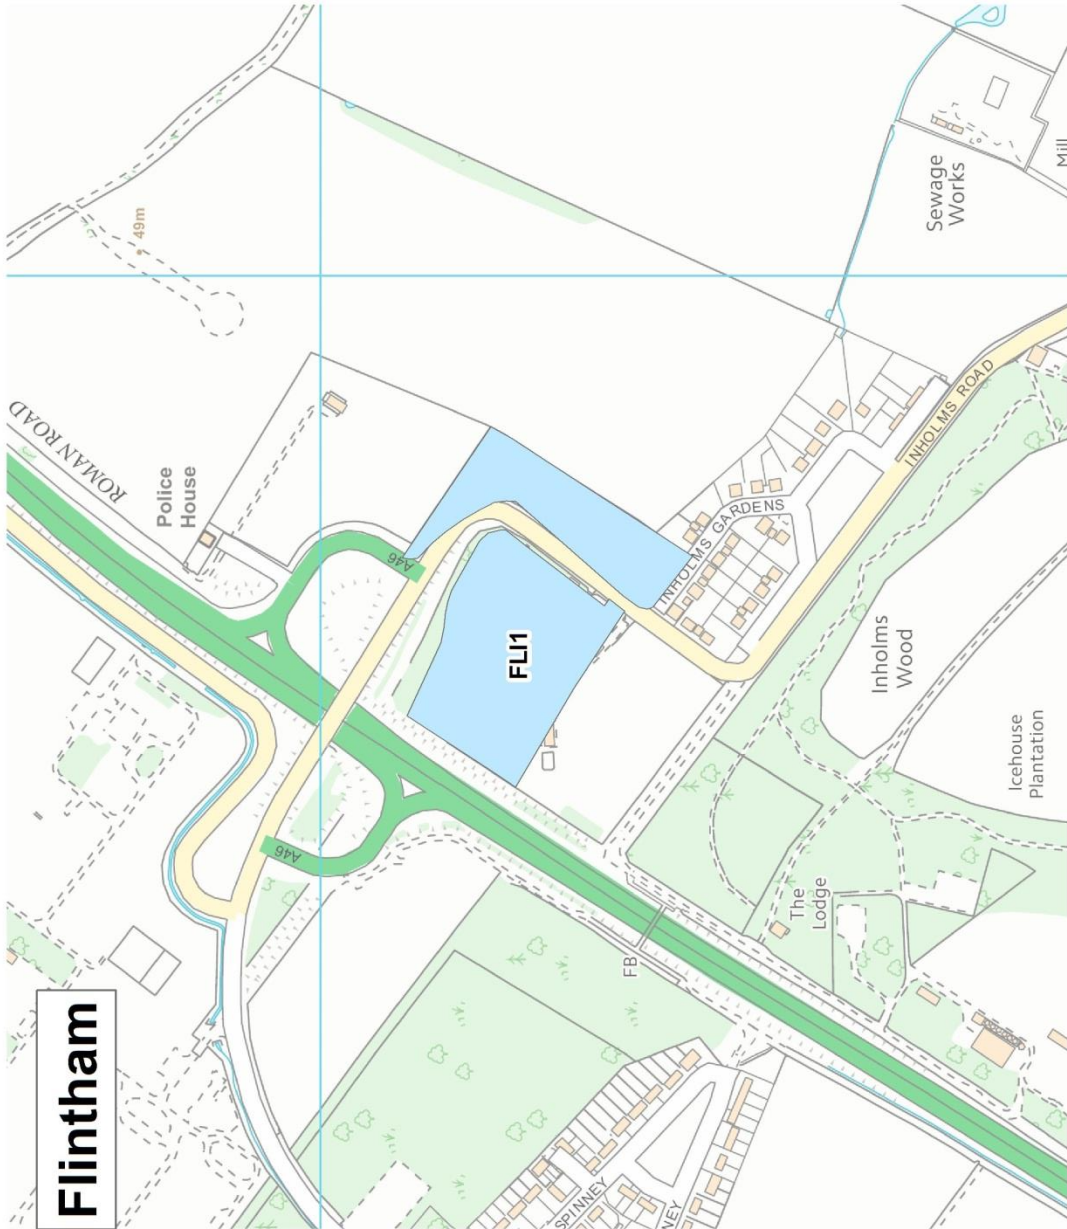 Flintham
ROMAN ROAD
49m
Police
House
A46
A46
FLI1
INHOLMS GARDENS
INHOLMS ROAD
Sewage
Works
Mill
Inholms
Wood
Icehouse
Plantation
The
Lodge
FB
SPINNEY
NEY